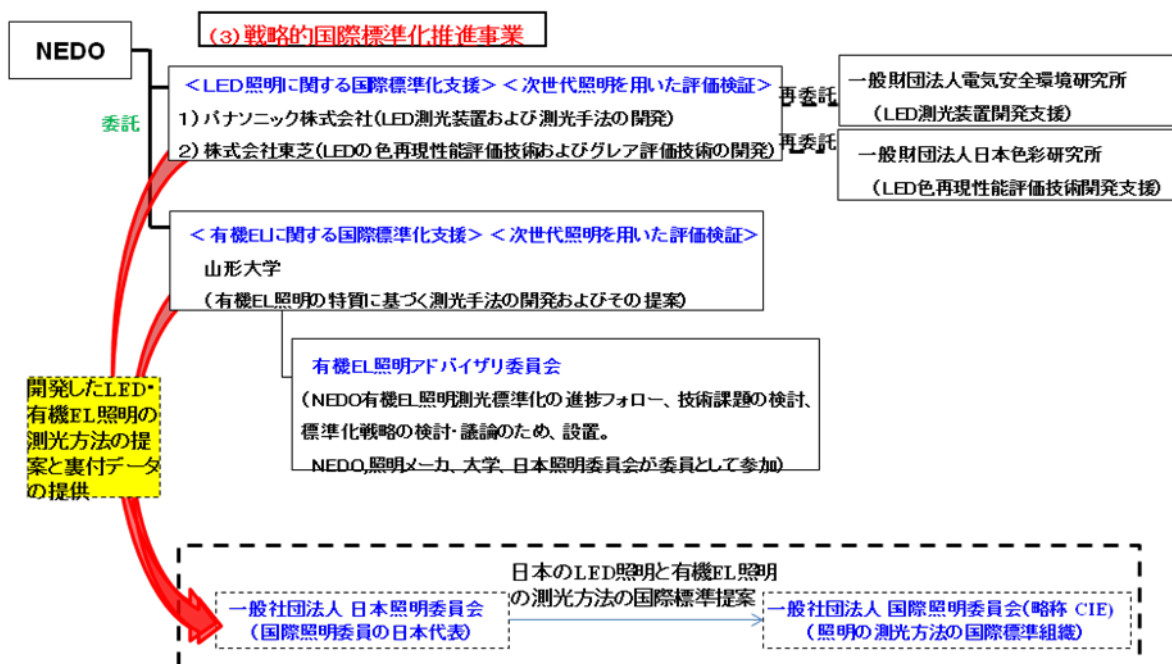 (3)戦略的国際標準化推進事業
NEDO
委託
<LED照明に関する国際標準化支援> <次世代照明を用いた評価検証>
1)パナソニック株式会社(LED測光装置および測光手法の開発)
2)株式会社東芝(LEDの色再現性能評価技術およびグレア評価技術の開発)
再委託
一般財団法人電気安全環境研究所
(LED測光装置開発支援)
再委託
一般財団法人日本色彩研究所
(LED色再現性能評価技術開発支援)
<有機ELに関する国際標準化支援> <次世代照明を用いた評価検証>
山形大学
(有機EL照明の特質に基づく測光手法の開発およびその提案)
有機EL照明アドバイザリ委員会
(NEDO有機EL照明測光標準化の進捗フォロー、技術課題の検討、
標準化戦略の検討・議論のため、設置。
NEDO,照明メーカ、大学、日本照明委員会が委員として参加)
開発したLED・
有機EL照明の
測光方法の提
案と裏付データ
の提供
日本のLED照明と有機EL照明
の測光方法の国際標準提案
一般社団法人 日本照明委員会
(国際照明委員の日本代表)
一般社団法人 国際照明委員会(略称 CIE)
(照明の測光方法の国際標準組織)